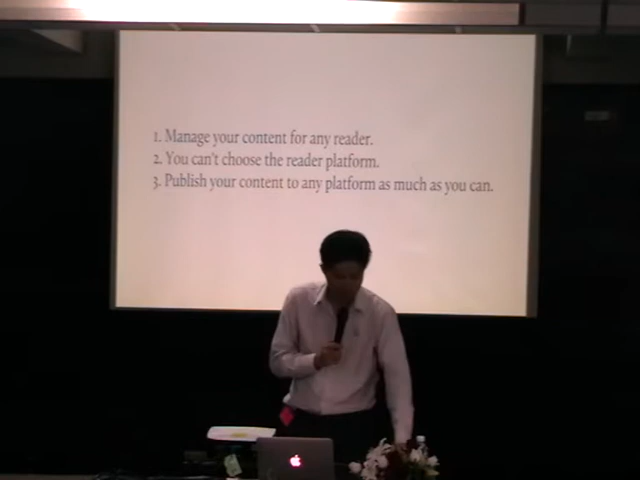 1. Manage your content for any reader.
2. You can't choose the reader platform.
3. Publish your content to any platform as much as you can.